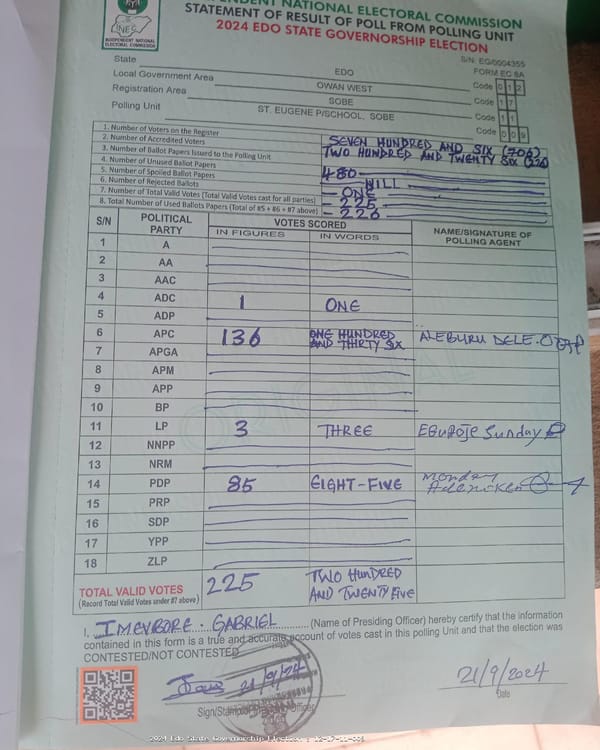 INDEPENDENT NATIONAL ELECTORAL COMMISSION
STATEMENT OF RESULT OF POLL FROM POLLING UNIT
2024 EDO STATE GOVERNORSHIP ELECTION
INEC
INDEPENDENT NATIONAL ELECTORAL COMMISSION
S/N: EG/0004355
FORM EC 8A
State EDO Code 0 1 2
Local Government Area OWAN WEST Code 1 7
Registration Area SOBE Code 1 1
Polling Unit ST. EUGENE P/SCHOOL, SOBE Code 0 0 9
1. Number of Voters on the Register SEVEN HUNDRED AND SIX (706)
2. Number of Accredited Voters TWO HUNDRED AND TWENTY SIX (226)
3. Number of Ballot Papers Issued to the Polling Unit
4. Number of Unused Ballot Papers 480
5. Number of Spoiled Ballot Papers NILL
6. Number of Rejected Ballots ONE
7. Number of Total Valid Votes (Total Valid Votes cast for all parties) 225
8. Total Number of Used Ballots Papers (Total of #5 + #6 + #7 above) 226
S/N POLITICAL PARTY VOTES SCORED NAME/SIGNATURE OF POLLING AGENT
IN FIGURES IN WORDS
1 A
2 AA
3 AAC
4 ADC 1 ONE
5 ADP
6 APC 136 ONE HUNDRED AND THIRTY SIX DELE
7 APGA
8 APM
9 APP
10 BP
11 LP 3 THREE Sunday
12 NNPP
13 NRM
14 PDP 85 EIGHT-FIVE Monday
15 PRP
16 SDP
17 YPP
18 ZLP
TOTAL VALID VOTES 225 TWO HUNDRED AND TWENTY FIVE
(Record Total Valid Votes under #7 above)
I, IMEVBORE. GABRIEL (Name of Presiding Officer) hereby certify that the information
contained in this form is a true and accurate account of votes cast in this polling Unit and that the election was
CONTESTED/NOT CONTESTED
21/9/24
21/9/2024
Sign/Stamp of Presiding Officer
Date
ORIGINAL
2024 Edo State Governorship Election